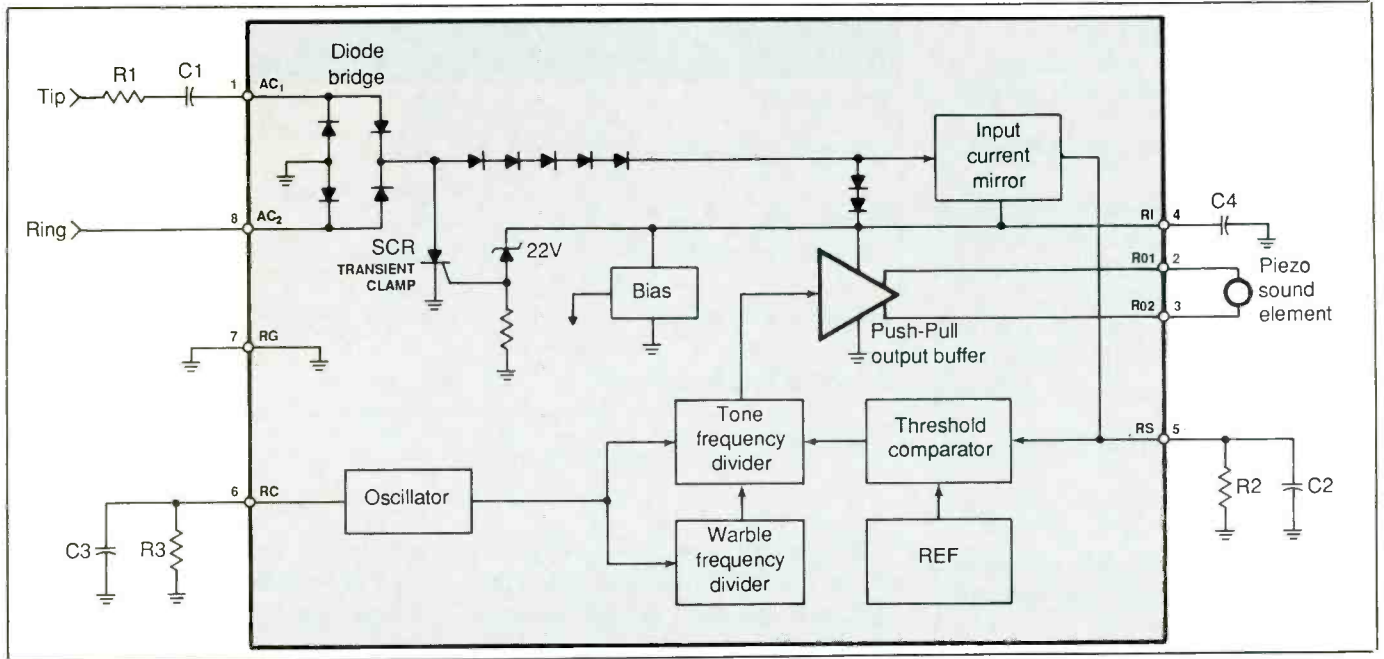 Diode
bridge
R1
C1
Tip
1
AC1
Input
current
mirror
Ring
8
AC2
SCR
TRANSIENT
CLAMP
22V
Bias
RI
4
C4
R01
2
R02
3
Piezo
sound
element
Push-Pull
output buffer
7
RG
Tone
frequency
divider
Threshold
comparator
RS
5
R2
C2
6
RC
Oscillator
C3
R3
Warble
frequency
divider
REF